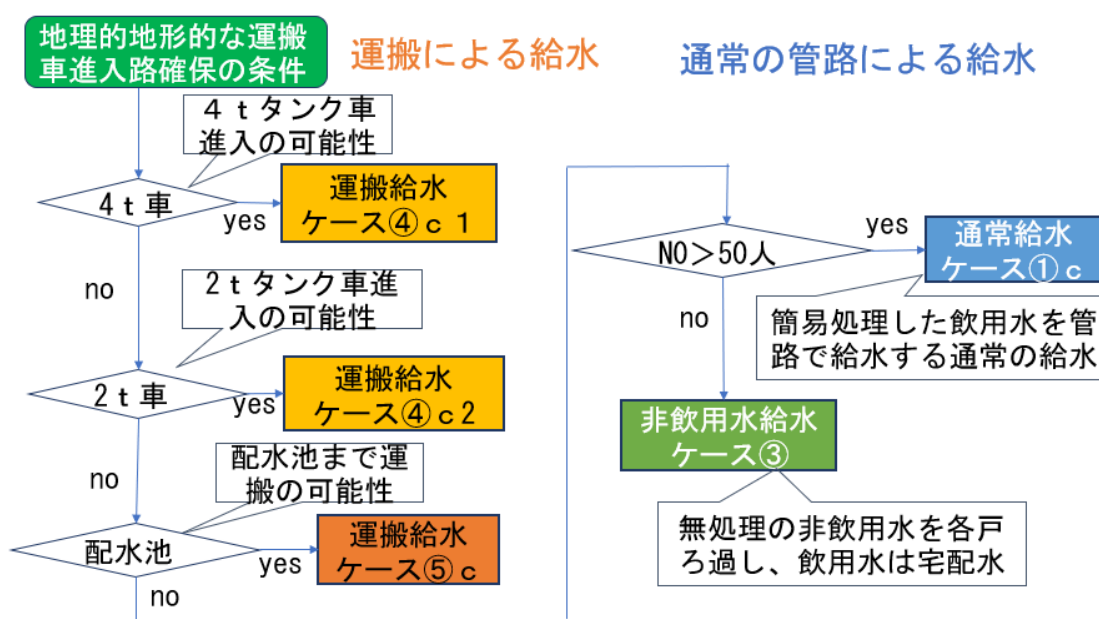 地理的地形的な運搬
車進入路確保の条件
運搬による給水
通常の管路による給水
4tタンク車
進入の可能性
4t車
yes
運搬給水
ケース④c1
no
2tタンク車進
入の可能性
2t車
yes
運搬給水
ケース④c2
no
配水池まで運
搬の可能性
配水池
yes
運搬給水
ケース⑤c
no
NO>50人
yes
通常給水
ケース①c
簡易処理した飲用水を管
路で給水する通常の給水
no
非飲用水給水
ケース③
無処理の非飲用水を各戸
ろ過し、飲用水は宅配水